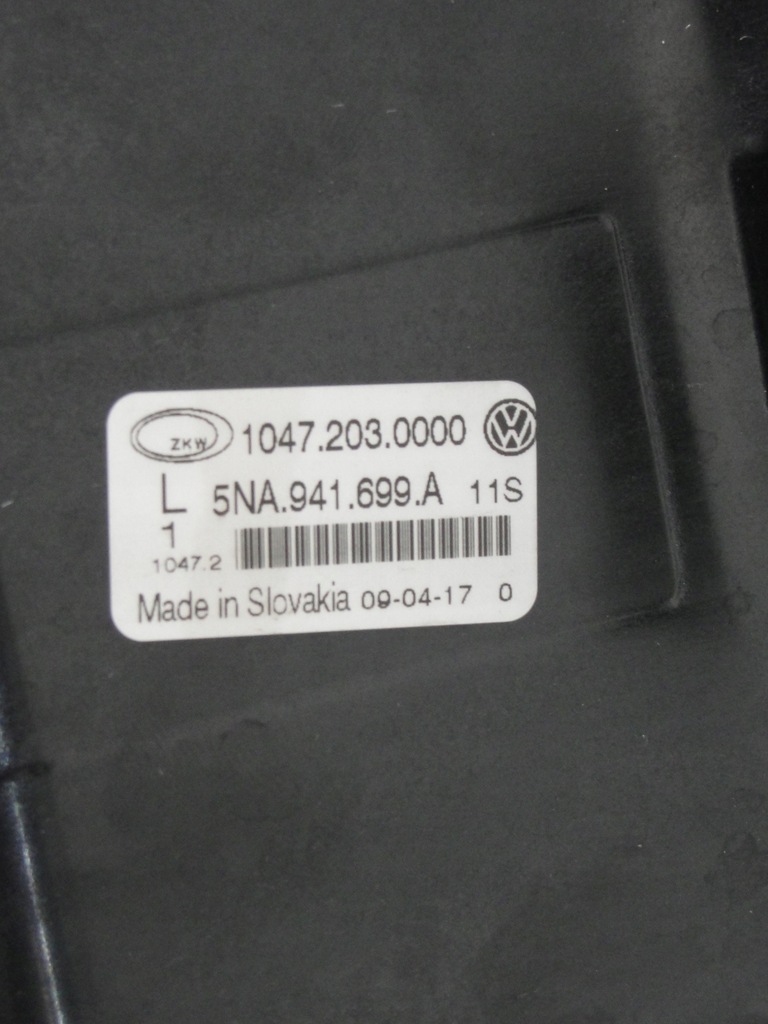 ZKW 1047.203.0000
L 5NA.941.699.A 11S
1
1047.2
Made in Slovakia 09-04-17 0